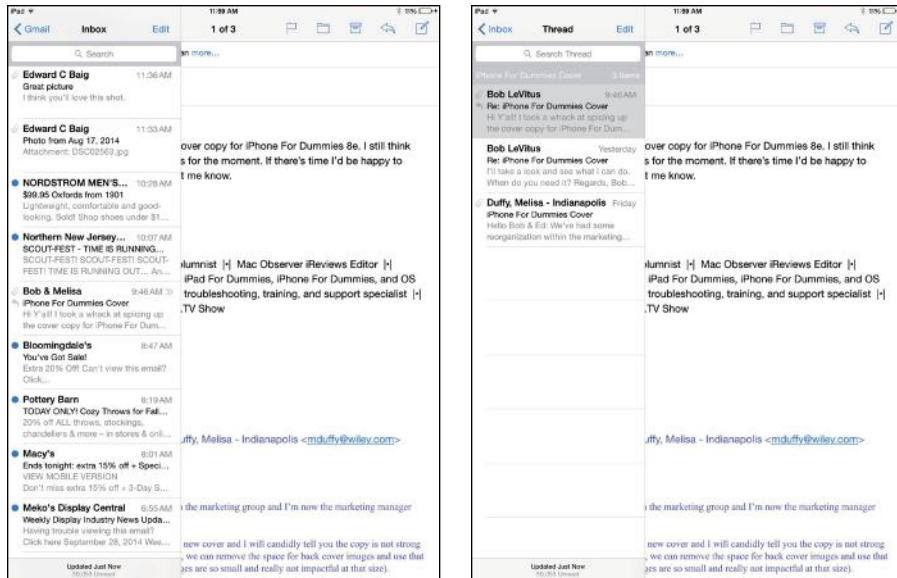 iPad
11:59 AM
11%
Gmail
Inbox
Edit
1 of 3
Search
an more...
Edward C Baig 11:36 AM
Great picture
I think you'll love this shot.
Edward C Baig 11:33 AM
Photo from Aug 17, 2014
Attachment: DSC02563.jpg
NORDSTROM MEN'S... 10:28 AM
$99.95 Oxfords from 1901
Lightweight, comfortable and good-
looking. Sold! Shop shoes under $1...
Northern New Jersey... 10:07 AM
SCOUT-FEST - TIME IS RUNNING...
SCOUT-FEST! SCOUT-FEST! SCOUT-
FEST! TIME IS RUNNING OUT... An...
Bob & Melisa 9:46 AM
iPhone For Dummies Cover
Hi Y'all! I took a whack at spicing up
the cover copy for iPhone For Dum...
Bloomingdale's 8:47 AM
You've Got Sale!
Extra 20% Off! Can't view this email?
Click...
Pottery Barn 8:19 AM
TODAY ONLY! Cozy Throws for Fall...
20% off ALL throws, stockings,
chandeliers & more – in stores & onli...
Macy's 8:01 AM
Ends tonight: extra 15% off + Speci...
VIEW MOBILE VERSION
Don't miss extra 15% off + 3-Day S...
Meko's Display Central 6:55 AM
Weekly Display Industry News Upda...
Having trouble viewing this email?
Click here September 28, 2014 Wee...
Updated Just Now
Unread
over copy for iPhone For Dummies 8e. I still think
s for the moment. If there's time I'd be happy to
t me know.
olumnist |•| Mac Observer iReviews Editor |•|
iPad For Dummies, iPhone For Dummies, and OS
troubleshooting, training, and support specialist |•|
.TV Show
uffy, Melisa - Indianapolis <mduffy@wiley.com>
the marketing group and I'm now the marketing manager
new cover and I will candidly tell you the copy is not strong
, we can remove the space for back cover images and use that
ges are so small and really not impactful at that size).
iPad
11:59 AM
11%
Inbox
Thread
Edit
1 of 3
Search Thread
an more...
iPhone For Dummies Cover 3 items
Bob LeVitus 9:46 AM
Re: iPhone For Dummies Cover
Hi Y'all! I took a whack at spicing up
the cover copy for iPhone For Dum...
Bob LeVitus Yesterday
Re: iPhone For Dummies Cover
I'll take a look and see what I can do.
When do you need it? Regards, Bob...
Duffy, Melisa - Indianapolis Friday
iPhone For Dummies Cover
Hello Bob & Ed: We've had some
reorganization within the marketing...
Updated Just Now
Unread
over copy for iPhone For Dummies 8e. I still think
s for the moment. If there's time I'd be happy to
t me know.
olumnist |•| Mac Observer iReviews Editor |•|
iPad For Dummies, iPhone For Dummies, and OS
troubleshooting, training, and support specialist |•|
.TV Show
uffy, Melisa - Indianapolis <mduffy@wiley.com>
the marketing group and I'm now the marketing manager
new cover and I will candidly tell you the copy is not strong
, we can remove the space for back cover images and use that
ges are so small and really not impactful at that size).